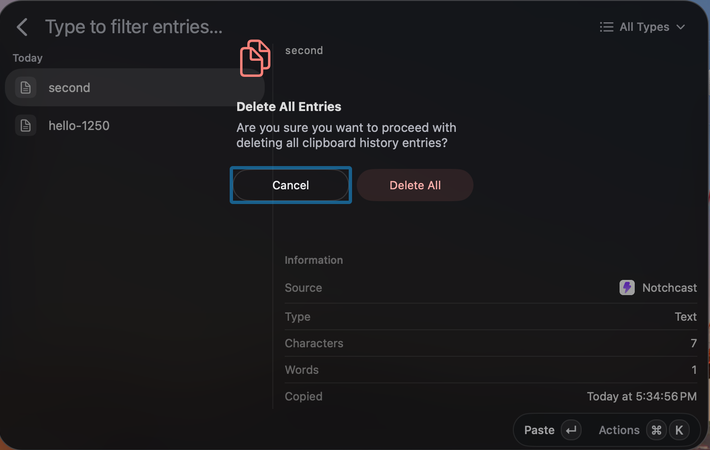 Type to filter entries...
All Types
Today
second
hello-1250
second
Delete All Entries
Are you sure you want to proceed with
deleting all clipboard history entries?
Cancel
Delete All
Information
Source
Notchcast
Type
Text
Characters
7
Words
1
Copied
Today at 5:34:56 PM
Paste ↵
Actions ⌘ K